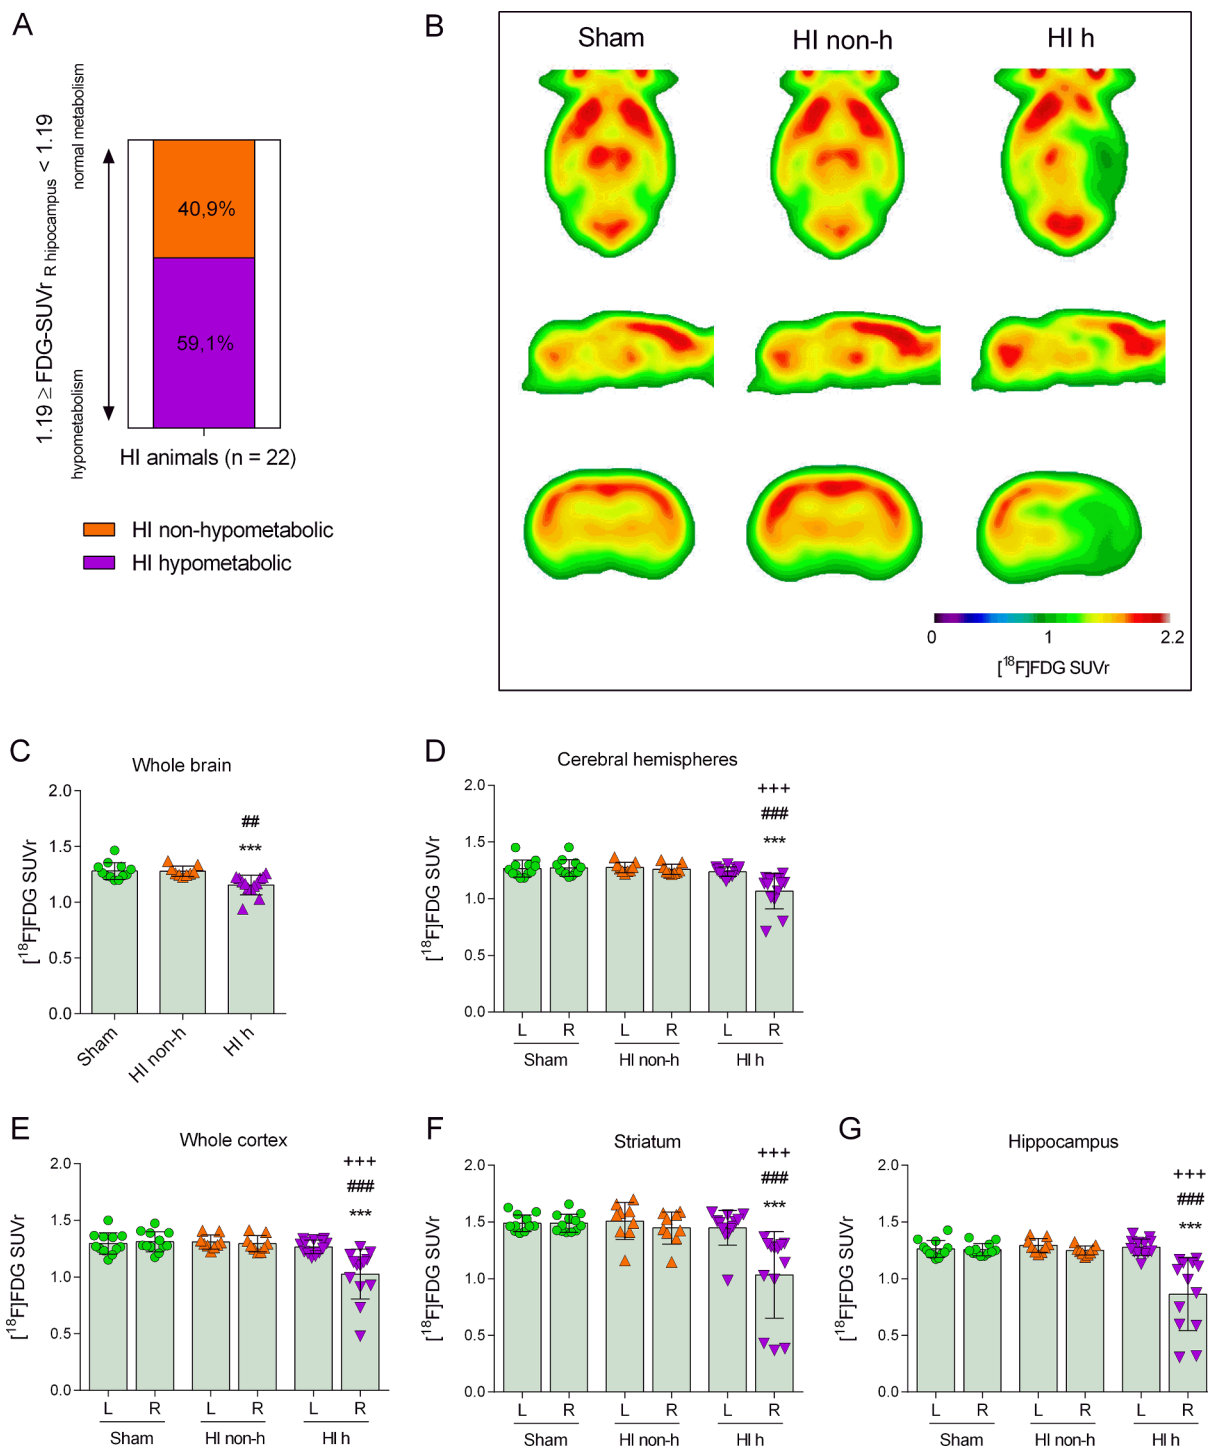 A
1.19 ≥ FDG-SUVr R hipocampus < 1.19
hypometabolism
normal metabolism
40,9%
59,1%
HI animals (n = 22)
HI non-hypometabolic
HI hypometabolic
B
Sham HI non-h HI h
0 1 2.2
[18F]FDG SUVr
C
Whole brain
[18F]FDG SUVr
2.0
1.5
1.0
0.5
0.0
##
***
Sham HI non-h HI h
D
Cerebral hemispheres
[18F]FDG SUVr
2.0
1.5
1.0
0.5
0.0
+++
###
***
L R L R L R
Sham HI non-h HI h
E
Whole cortex
[18F]FDG SUVr
2.0
1.5
1.0
0.5
0.0
+++
###
***
L R L R L R
Sham HI non-h HI h
F
Striatum
[18F]FDG SUVr
2.0
1.5
1.0
0.5
0.0
+++
###
***
L R L R L R
Sham HI non-h HI h
G
Hippocampus
[18F]FDG SUVr
2.0
1.5
1.0
0.5
0.0
+++
###
***
L R L R L R
Sham HI non-h HI h